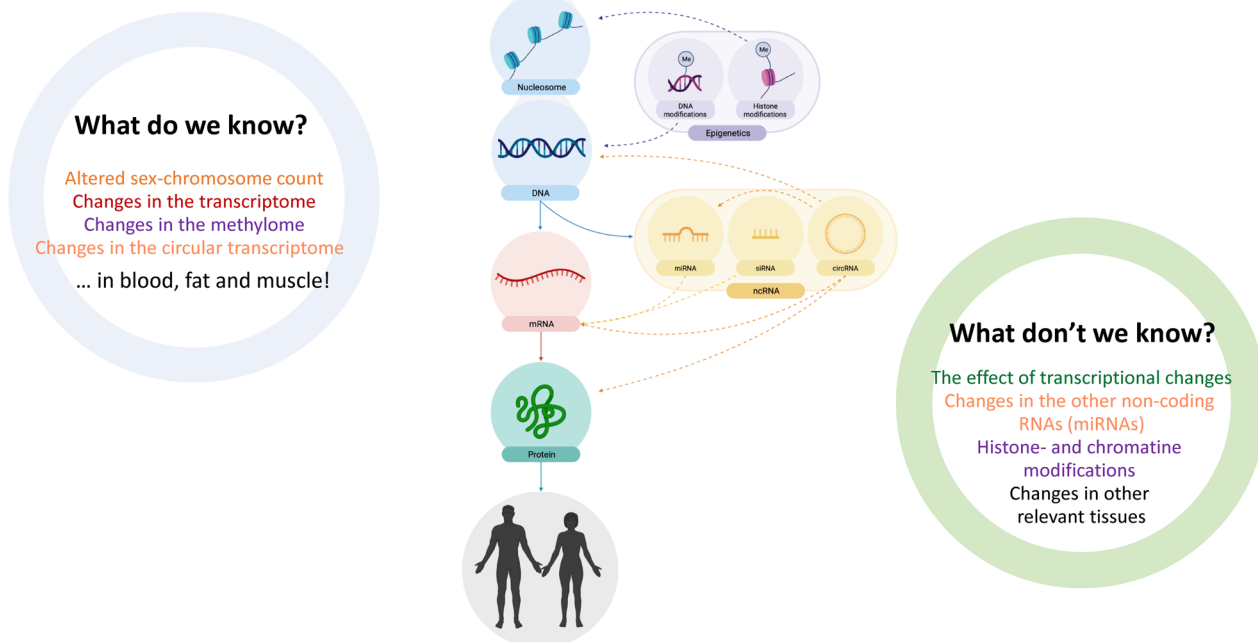 What do we know?
Altered sex-chromosome count
Changes in the transcriptome
Changes in the methylome
Changes in the circular transcriptome
... in blood, fat and muscle!
Nucleosome
Me
Me
DNA
modifications
Histone
modifications
Epigenetics
DNA
miRNA
siRNA
circRNA
ncRNA
mRNA
Protein
What don't we know?
The effect of transcriptional changes
Changes in the other non-coding
RNAs (miRNAs)
Histone- and chromatine
modifications
Changes in other
relevant tissues